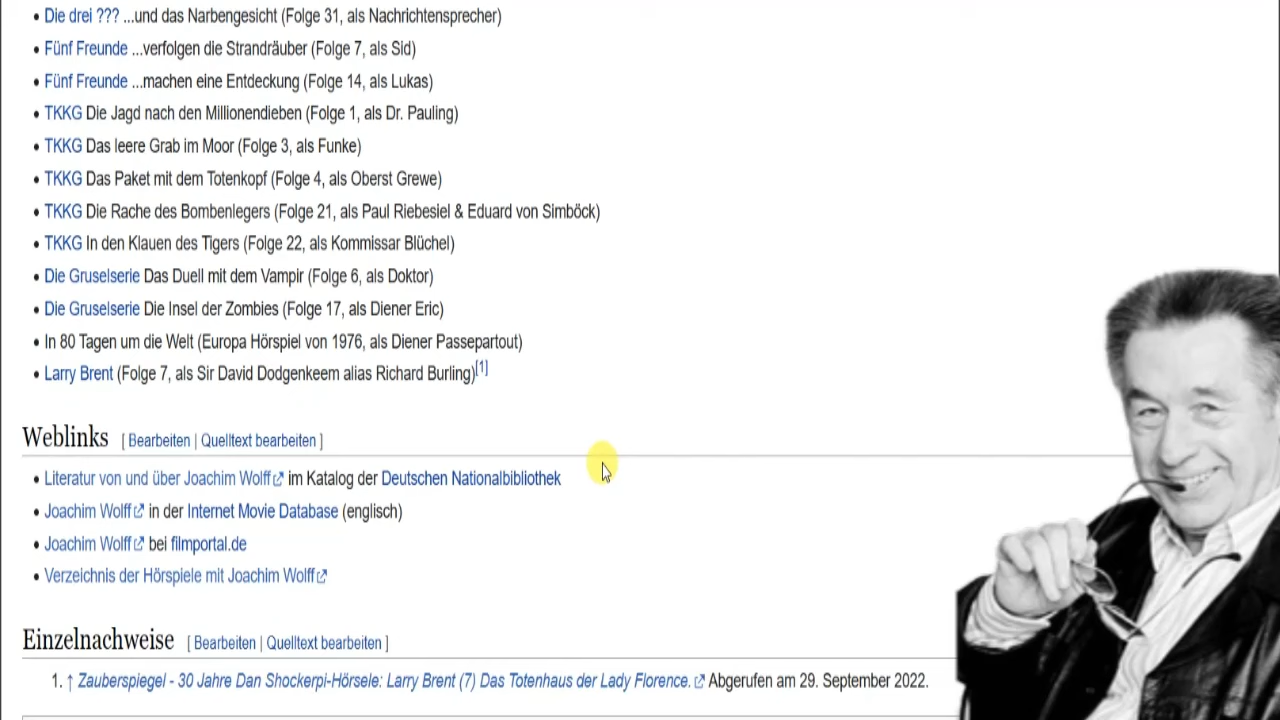 • Die drei ??? ...und das Narbengesicht (Folge 31, als Nachrichtensprecher)
• Fünf Freunde ...verfolgen die Strandräuber (Folge 7, als Sid)
• Fünf Freunde ...machen eine Entdeckung (Folge 14, als Lukas)
• TKKG Die Jagd nach den Millionendieben (Folge 1, als Dr. Pauling)
• TKKG Das leere Grab im Moor (Folge 3, als Funke)
• TKKG Das Paket mit dem Totenkopf (Folge 4, als Oberst Grewe)
• TKKG Die Rache des Bombenlegers (Folge 21, als Paul Riebesiel & Eduard von Simböck)
• TKKG In den Klauen des Tigers (Folge 22, als Kommissar Blüchel)
• Die Gruselserie Das Duell mit dem Vampir (Folge 6, als Doktor)
• Die Gruselserie Die Insel der Zombies (Folge 17, als Diener Eric)
• In 80 Tagen um die Welt (Europa Hörspiel von 1976, als Diener Passepartout)
• Larry Brent (Folge 7, als Sir David Dodgenkeem alias Richard Burling)[1]
Weblinks [ Bearbeiten | Quelltext bearbeiten ]
• Literatur von und über Joachim Wolff im Katalog der Deutschen Nationalbibliothek
• Joachim Wolff in der Internet Movie Database (englisch)
• Joachim Wolff bei filmportal.de
• Verzeichnis der Hörspiele mit Joachim Wolff
Einzelnachweise [ Bearbeiten | Quelltext bearbeiten ]
1. ↑ Zauberspiegel - 30 Jahre Dan Shockerpi-Hörsele: Larry Brent (7) Das Totenhaus der Lady Florence. Abgerufen am 29. September 2022.